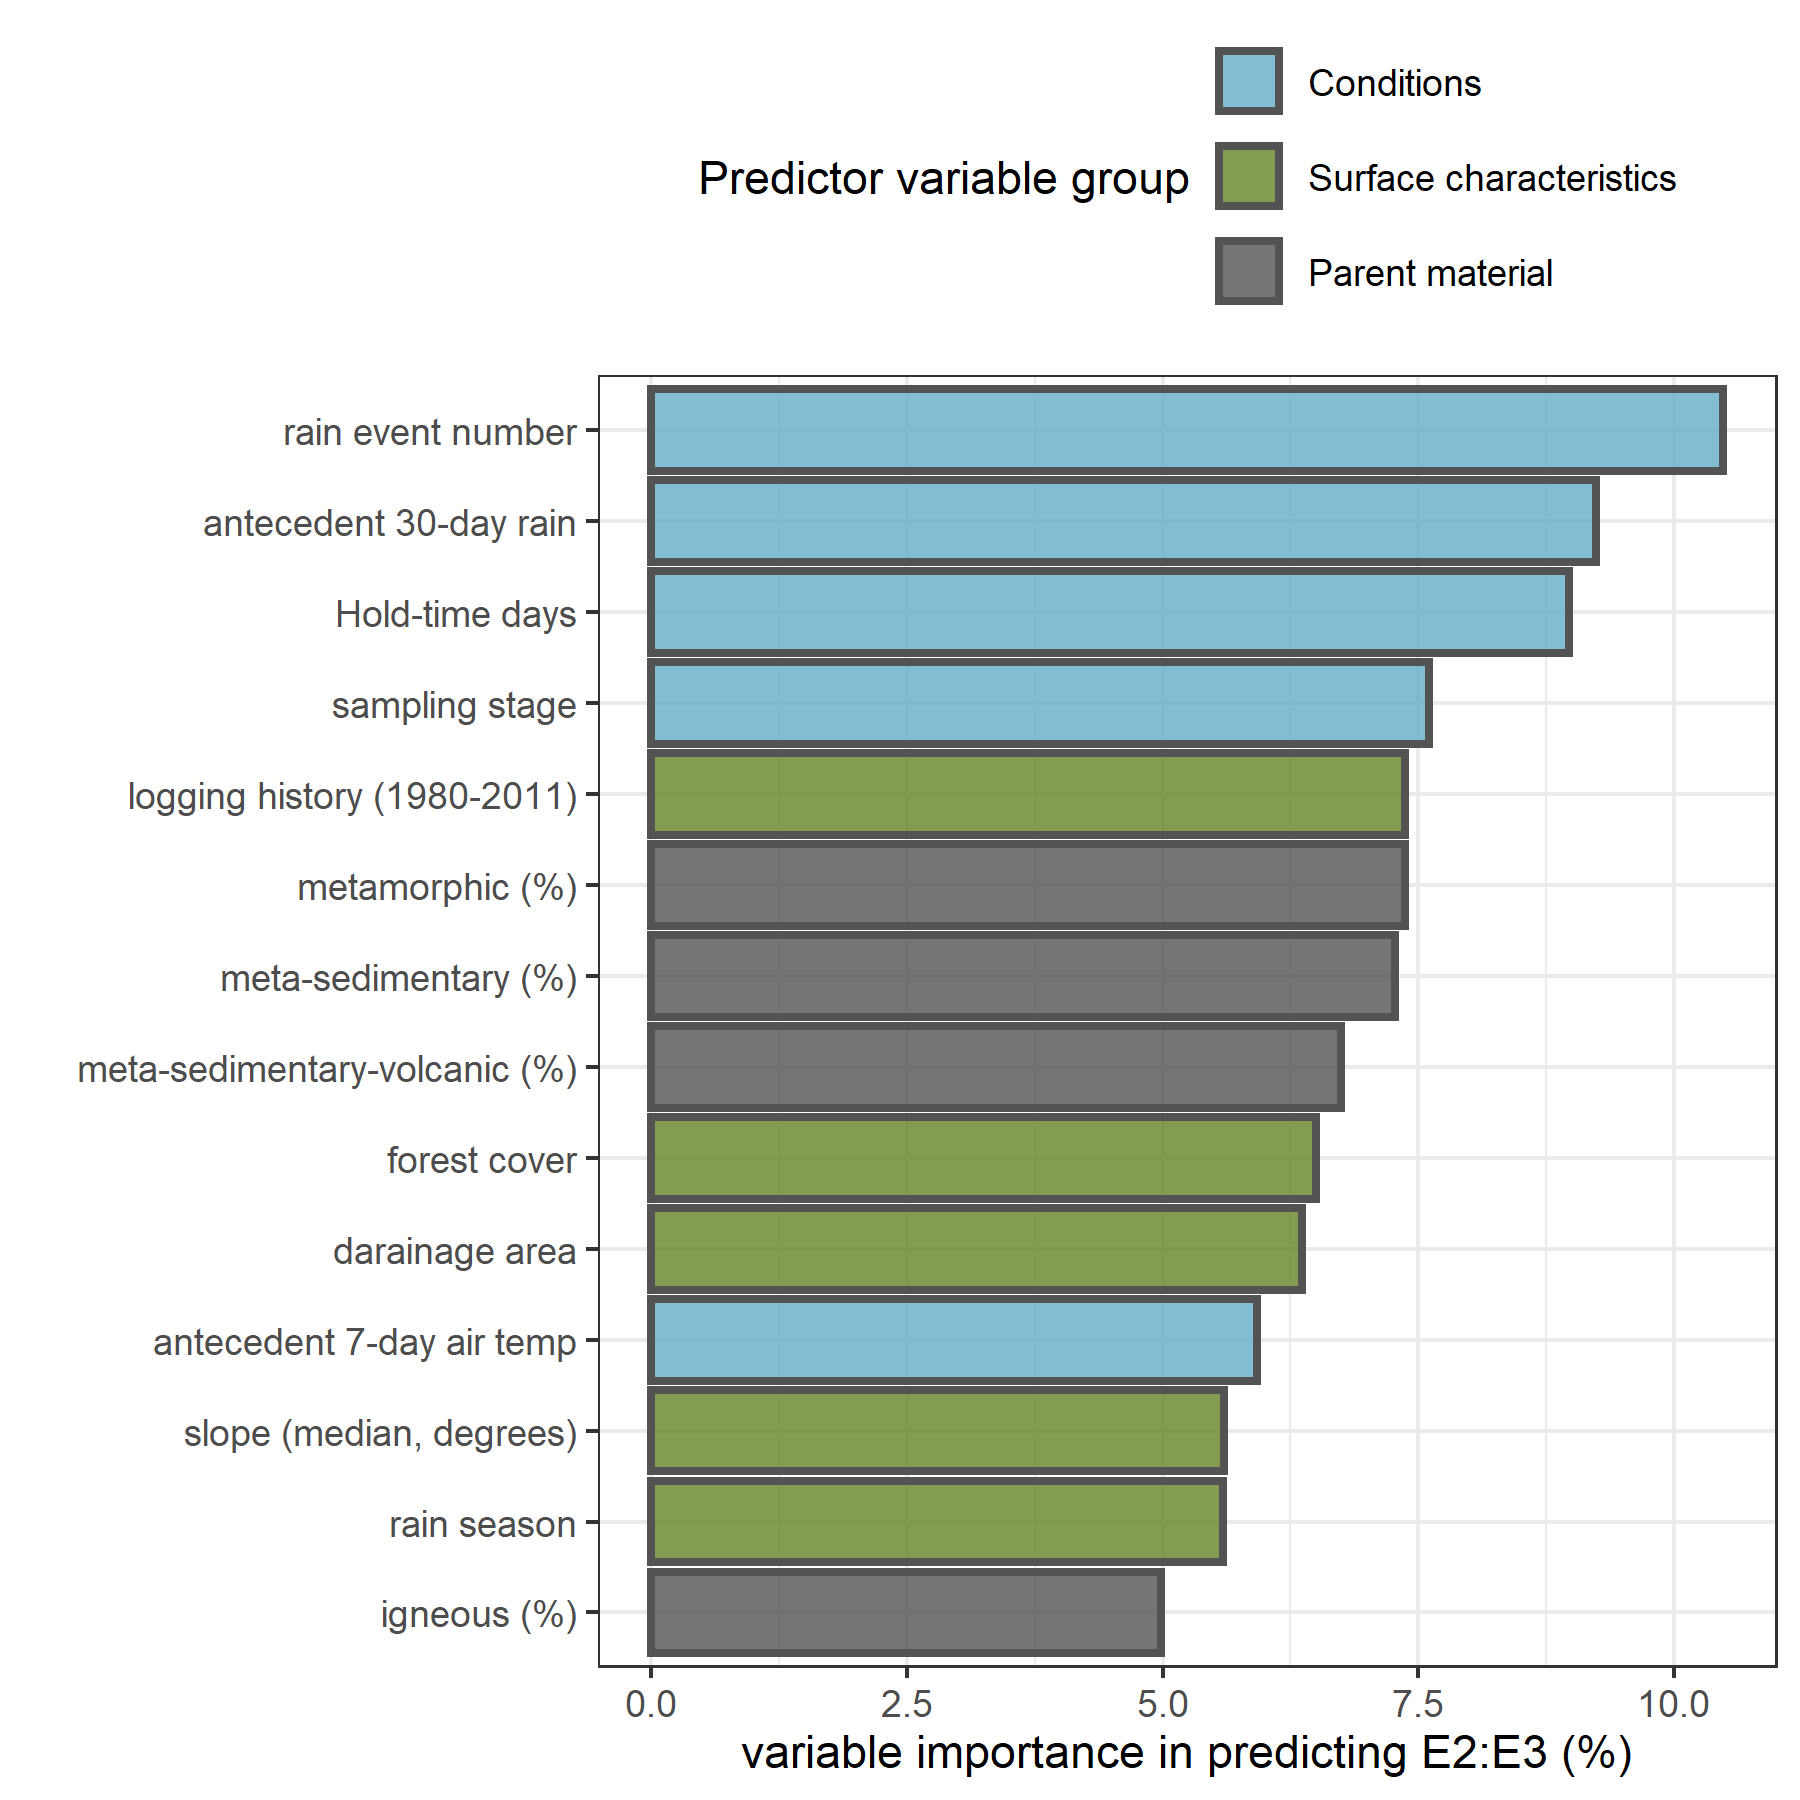 Predictor variable group
Conditions
Surface characteristics
Parent material
rain event number
antecedent 30-day rain
Hold-time days
sampling stage
logging history (1980-2011)
metamorphic (%)
meta-sedimentary (%)
meta-sedimentary-volcanic (%)
forest cover
darainage area
antecedent 7-day air temp
slope (median, degrees)
rain season
igneous (%)
0.0 2.5 5.0 7.5 10.0
variable importance in predicting E2:E3 (%)